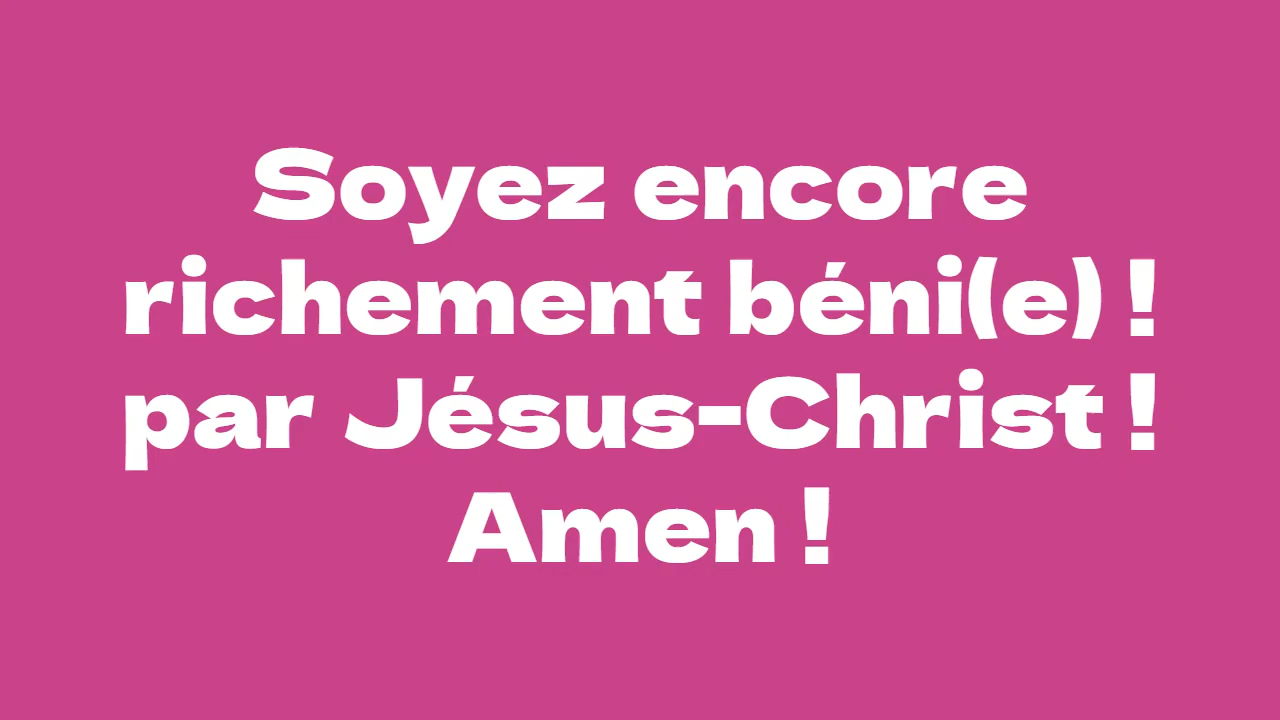 Soyez encore
richement béni(e) !
par Jésus-Christ !
Amen !